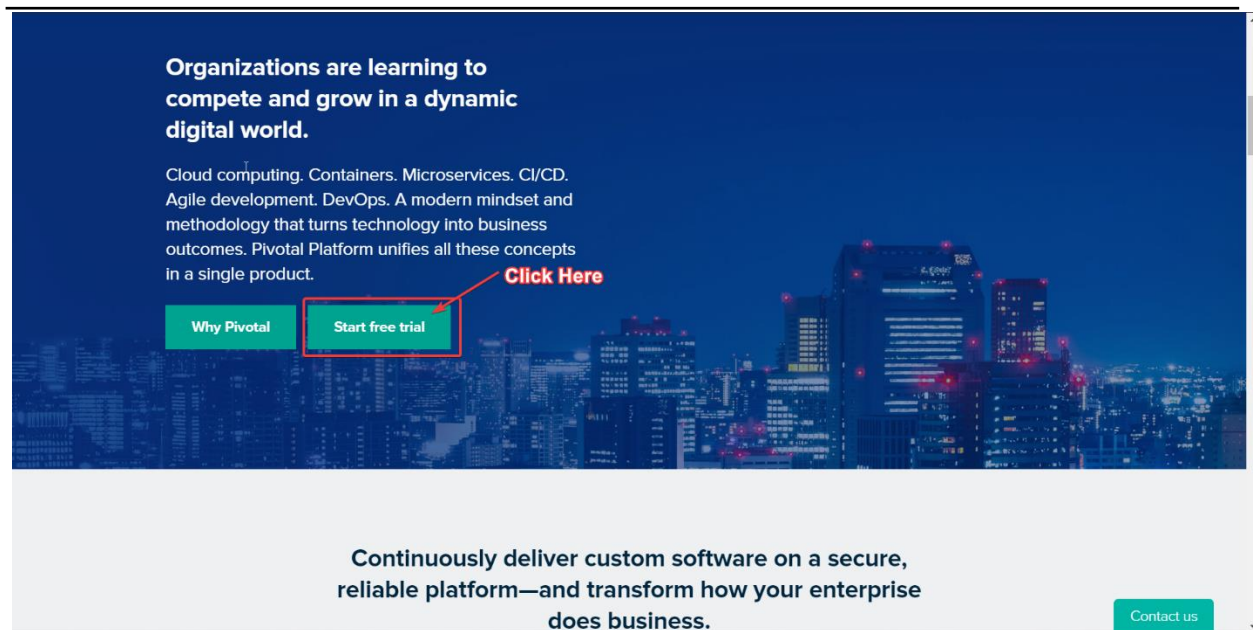 Organizations are learning to
compete and grow in a dynamic
digital world.
Cloud computing. Containers. Microservices. CI/CD.
Agile development. DevOps. A modern mindset and
methodology that turns technology into business
outcomes. Pivotal Platform unifies all these concepts
in a single product.
Click Here
Why Pivotal
Start free trial
Continuously deliver custom software on a secure,
reliable platform—and transform how your enterprise
does business.
Contact us